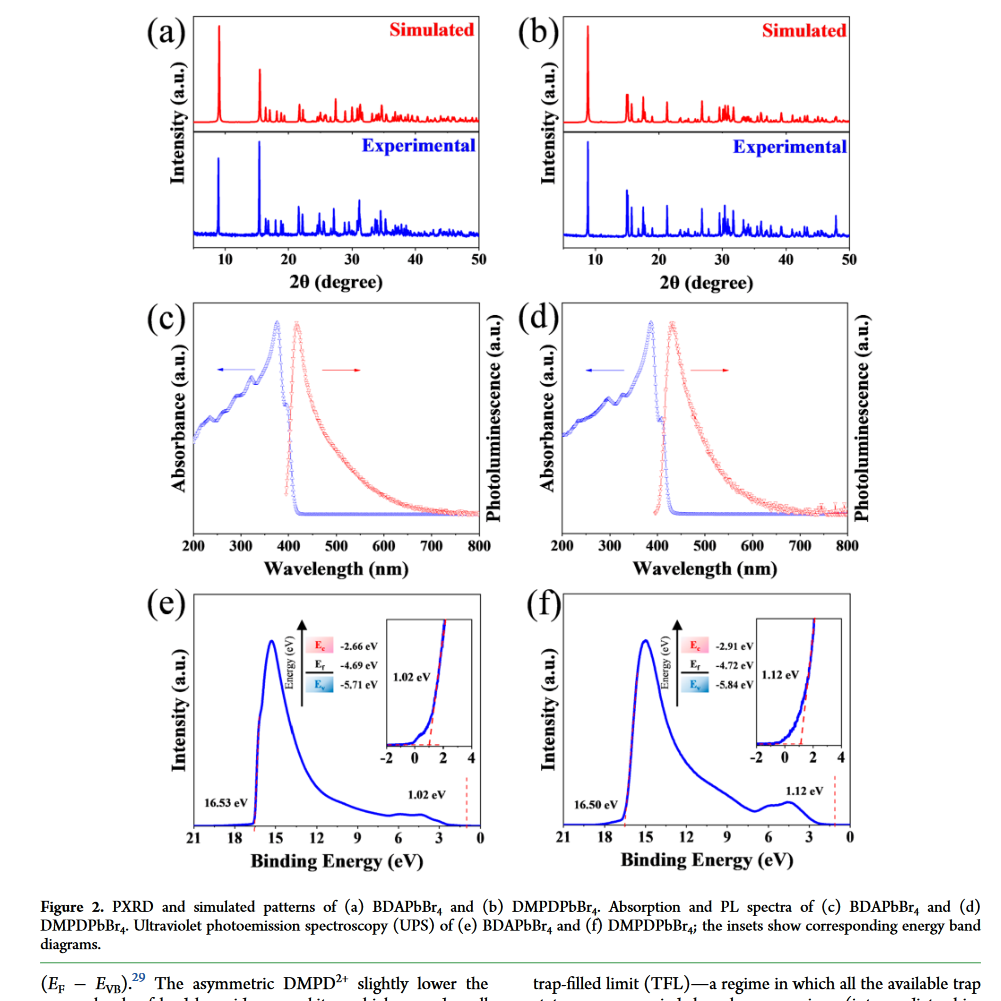 (a)
Simulated
Experimental
Intensity (a.u.)
10 20 30 40 50
2θ (degree)
(b)
Simulated
Experimental
Intensity (a.u.)
10 20 30 40 50
2θ (degree)
(c)
Absorbance (a.u.)
Photoluminescence (a.u.)
200 300 400 500 600 700 800
Wavelength (nm)
(d)
Absorbance (a.u.)
Photoluminescence (a.u.)
200 300 400 500 600 700 800
Wavelength (nm)
(e)
Intensity (a.u.)
Energy (eV)
Ec -2.66 eV
Ef -4.69 eV
Ev -5.71 eV
1.02 eV
-2 0 2 4
16.53 eV
1.02 eV
21 18 15 12 9 6 3 0
Binding Energy (eV)
(f)
Intensity (a.u.)
Energy (eV)
Ec -2.91 eV
Ef -4.72 eV
Ev -5.84 eV
1.12 eV
-2 0 2 4
16.50 eV
1.12 eV
21 18 15 12 9 6 3 0
Binding Energy (eV)
Figure 2. PXRD and simulated patterns of (a) BDAPbBr₄ and (b) DMPDPbBr₄. Absorption and PL spectra of (c) BDAPbBr₄ and (d)
DMPDPbBr₄. Ultraviolet photoemission spectroscopy (UPS) of (e) BDAPbBr₄ and (f) DMPDPbBr₄; the insets show corresponding energy band
diagrams.
(E_F − E_VB).²⁹ The asymmetric DMPD²⁺ slightly lower the
trap-filled limit (TFL)—a regime in which all the available trap